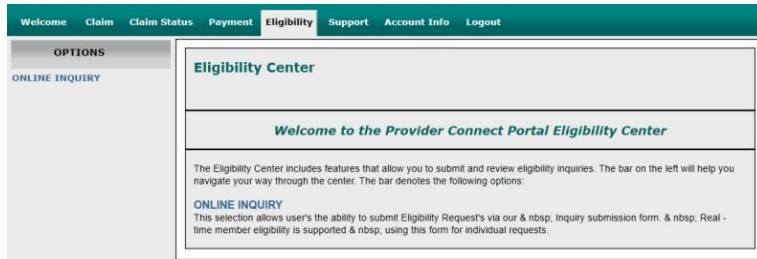 Welcome Claim Claim Status Payment Eligibility Support Account Info Logout
OPTIONS
ONLINE INQUIRY
Eligibility Center
Welcome to the Provider Connect Portal Eligibility Center
The Eligibility Center includes features that allow you to submit and review eligibility inquiries. The bar on the left will help you
navigate your way through the center. The bar denotes the following options:
ONLINE INQUIRY
This selection allows user's the ability to submit Eligibility Request's via our & nbsp; Inquiry submission form. & nbsp; Real -
time member eligibility is supported & nbsp; using this form for individual requests.